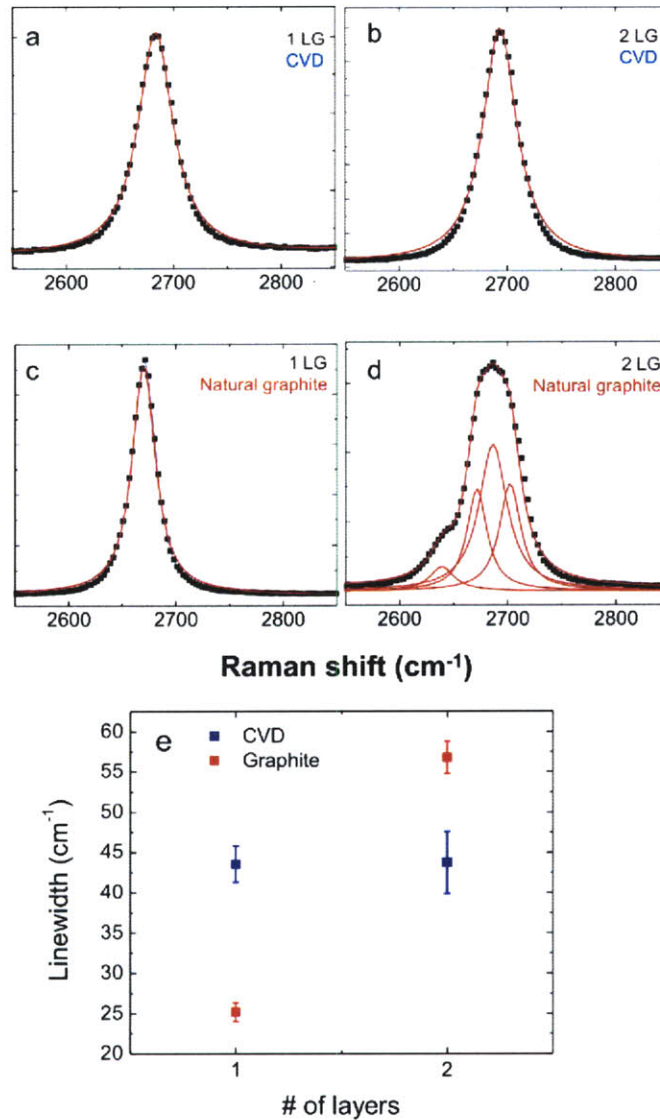 a
1 LG
CVD
b
2 LG
CVD
2600
2700
2800
2600
2700
2800
c
1 LG
Natural graphite
d
2 LG
Natural graphite
2600
2700
2800
2600
2700
2800
Raman shift (cm⁻¹)
e
CVD
Graphite
60
55
50
45
40
35
30
25
20
Linewidth (cm⁻¹)
1
2
# of layers